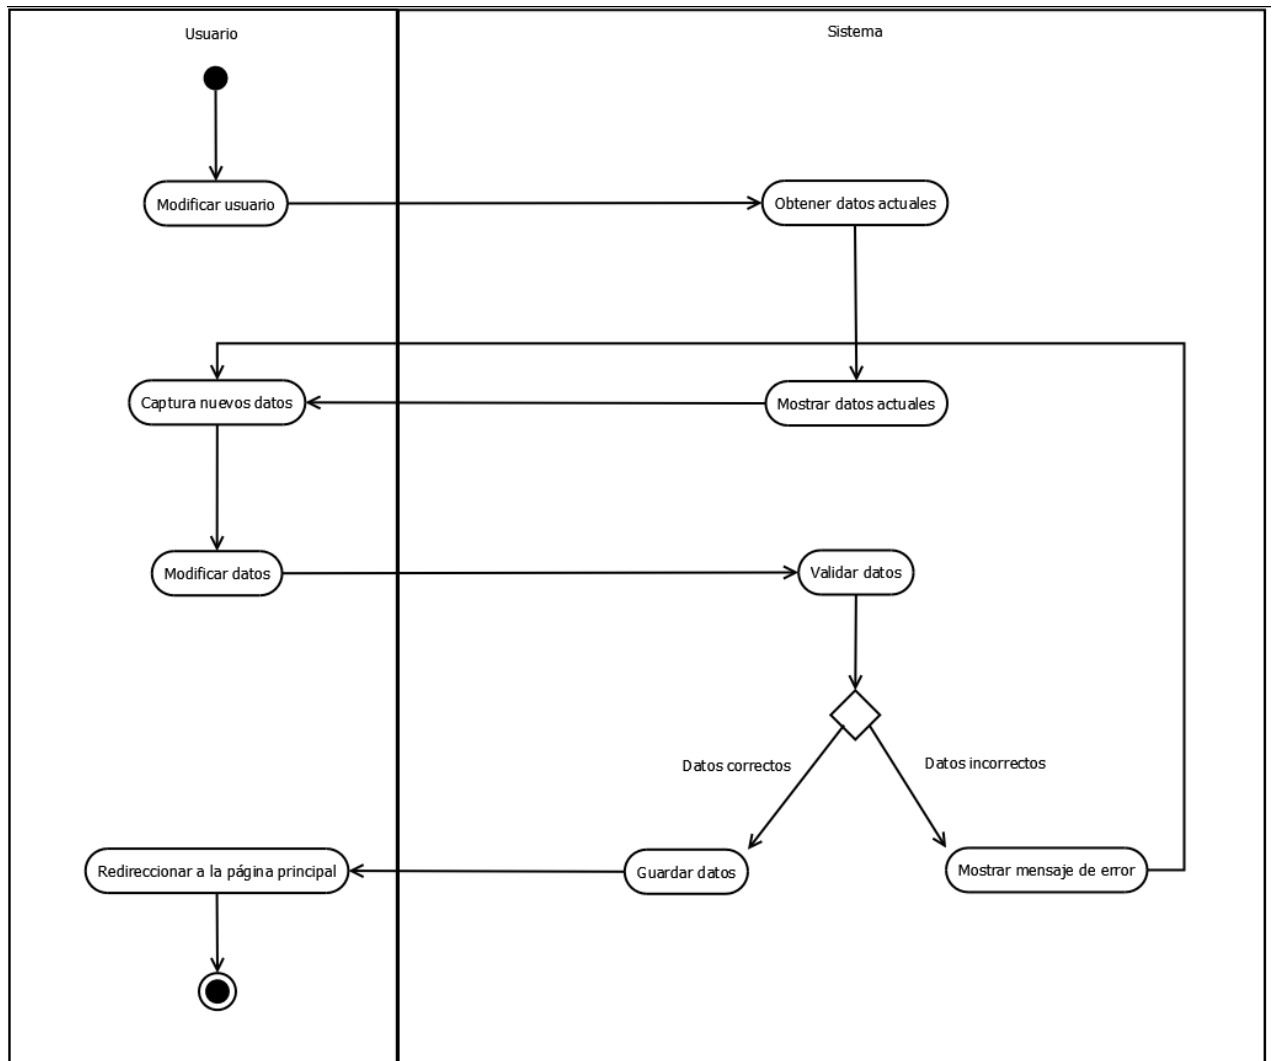 Usuario
Sistema
Modificar usuario
Obtener datos actuales
Captura nuevos datos
Mostrar datos actuales
Modificar datos
Validar datos
Datos correctos
Datos incorrectos
Redireccionar a la página principal
Guardar datos
Mostrar mensaje de error